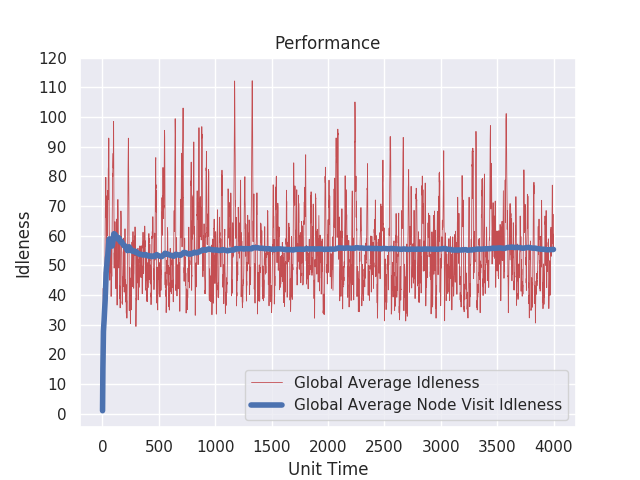 Performance
120
110
100
90
80
70
60
50
40
30
20
10
0
Idleness
Global Average Idleness
Global Average Node Visit Idleness
0 500 1000 1500 2000 2500 3000 3500 4000
Unit Time